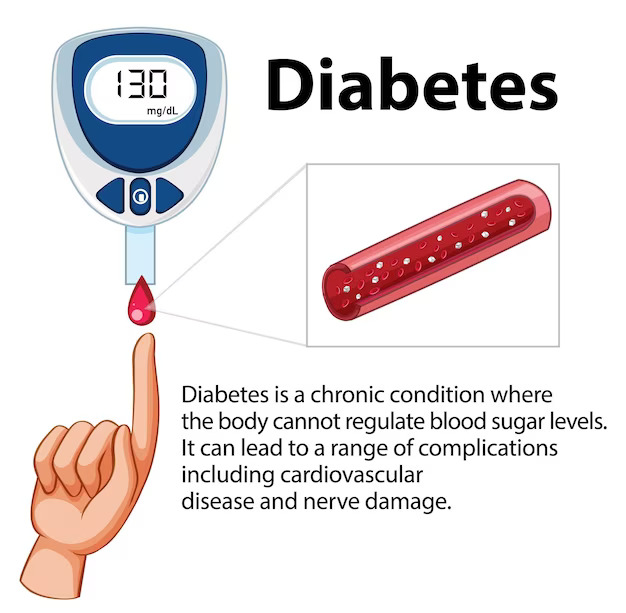 130
mg/dL
Diabetes
Diabetes is a chronic condition where
the body cannot regulate blood sugar levels.
It can lead to a range of complications
including cardiovascular
disease and nerve damage.